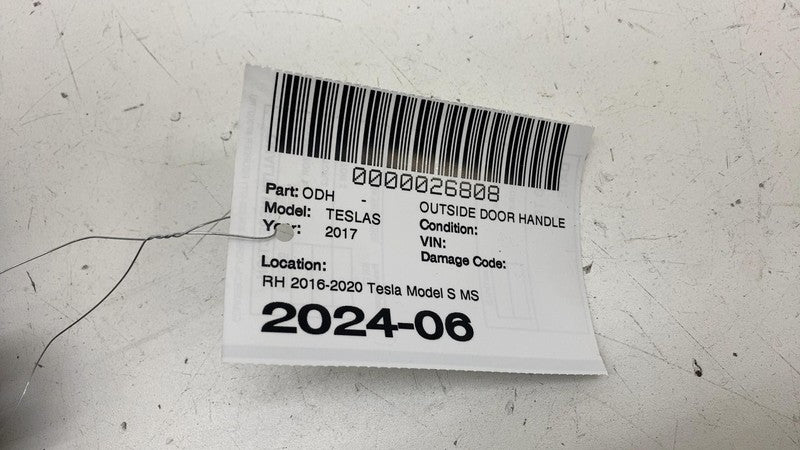 0000026808
Part: ODH - OUTSIDE DOOR HANDLE
Model: TESLAS Condition:
Year: 2017 VIN:
Damage Code:
Location:
RH 2016-2020 Tesla Model S MS
2024-06